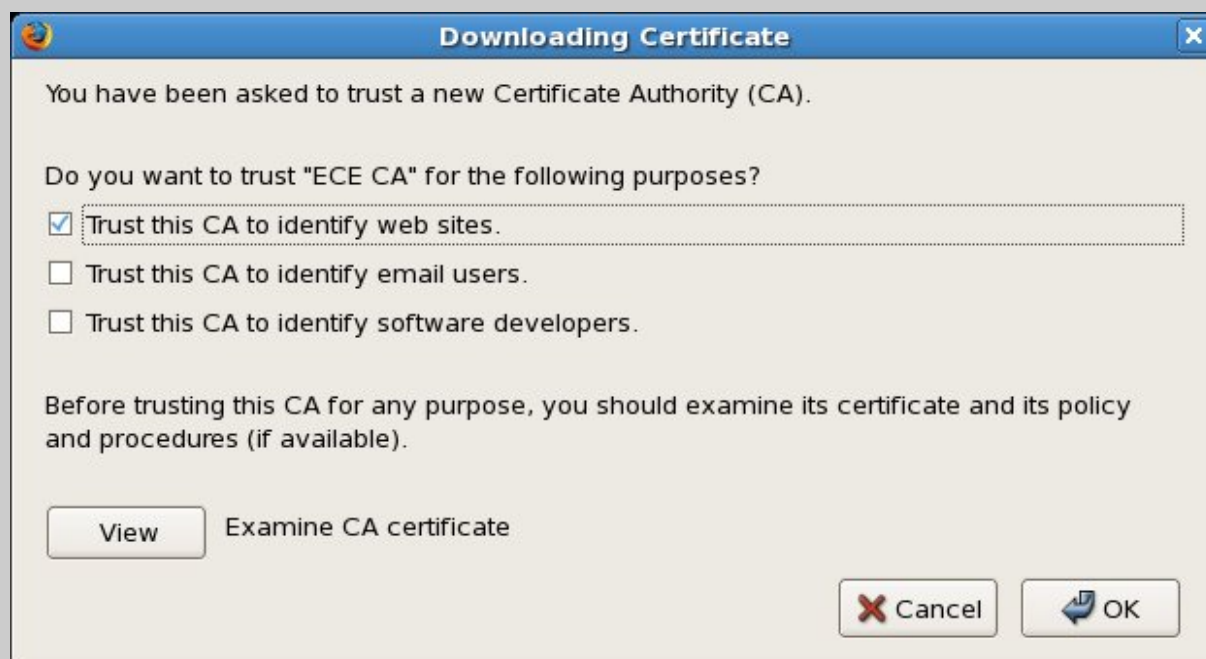 Downloading Certificate
You have been asked to trust a new Certificate Authority (CA).
Do you want to trust "ECE CA" for the following purposes?
Trust this CA to identify web sites.
Trust this CA to identify email users.
Trust this CA to identify software developers.
Before trusting this CA for any purpose, you should examine its certificate and its policy
and procedures (if available).
View Examine CA certificate
Cancel OK